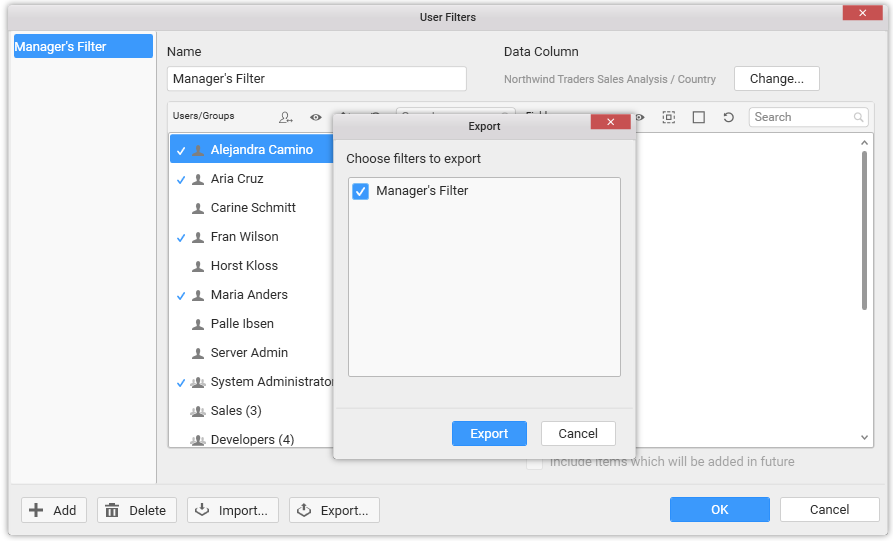 User Filters
Manager's Filter
Name
Data Column
Manager's Filter
Northwind Traders Sales Analysis / Country
Change...
Users/Groups
Search
Export
Choose filters to export
Manager's Filter
Alejandra Camino
Aria Cruz
Carine Schmitt
Fran Wilson
Horst Kloss
Maria Anders
Palle Ibsen
Server Admin
System Administrator
Sales (3)
Developers (4)
Export
Cancel
Include items which will be added in future
Add
Delete
Import...
Export...
OK
Cancel